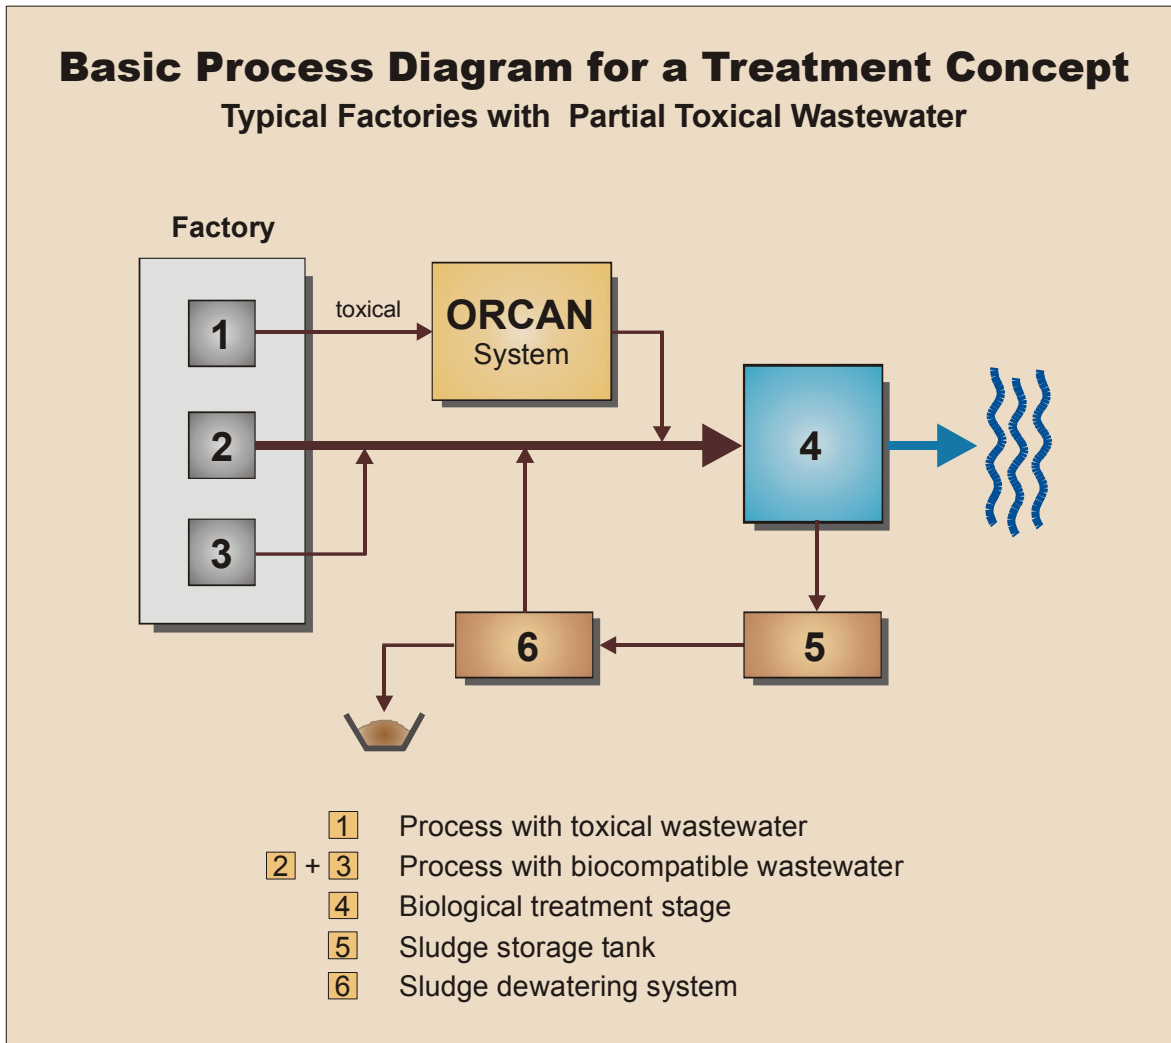 Basic Process Diagram for a Treatment Concept
Typical Factories with Partial Toxical Wastewater
Factory
1
toxical
ORCAN
System
2
4
3
6
5
1 Process with toxical wastewater
2 + 3 Process with biocompatible wastewater
4 Biological treatment stage
5 Sludge storage tank
6 Sludge dewatering system